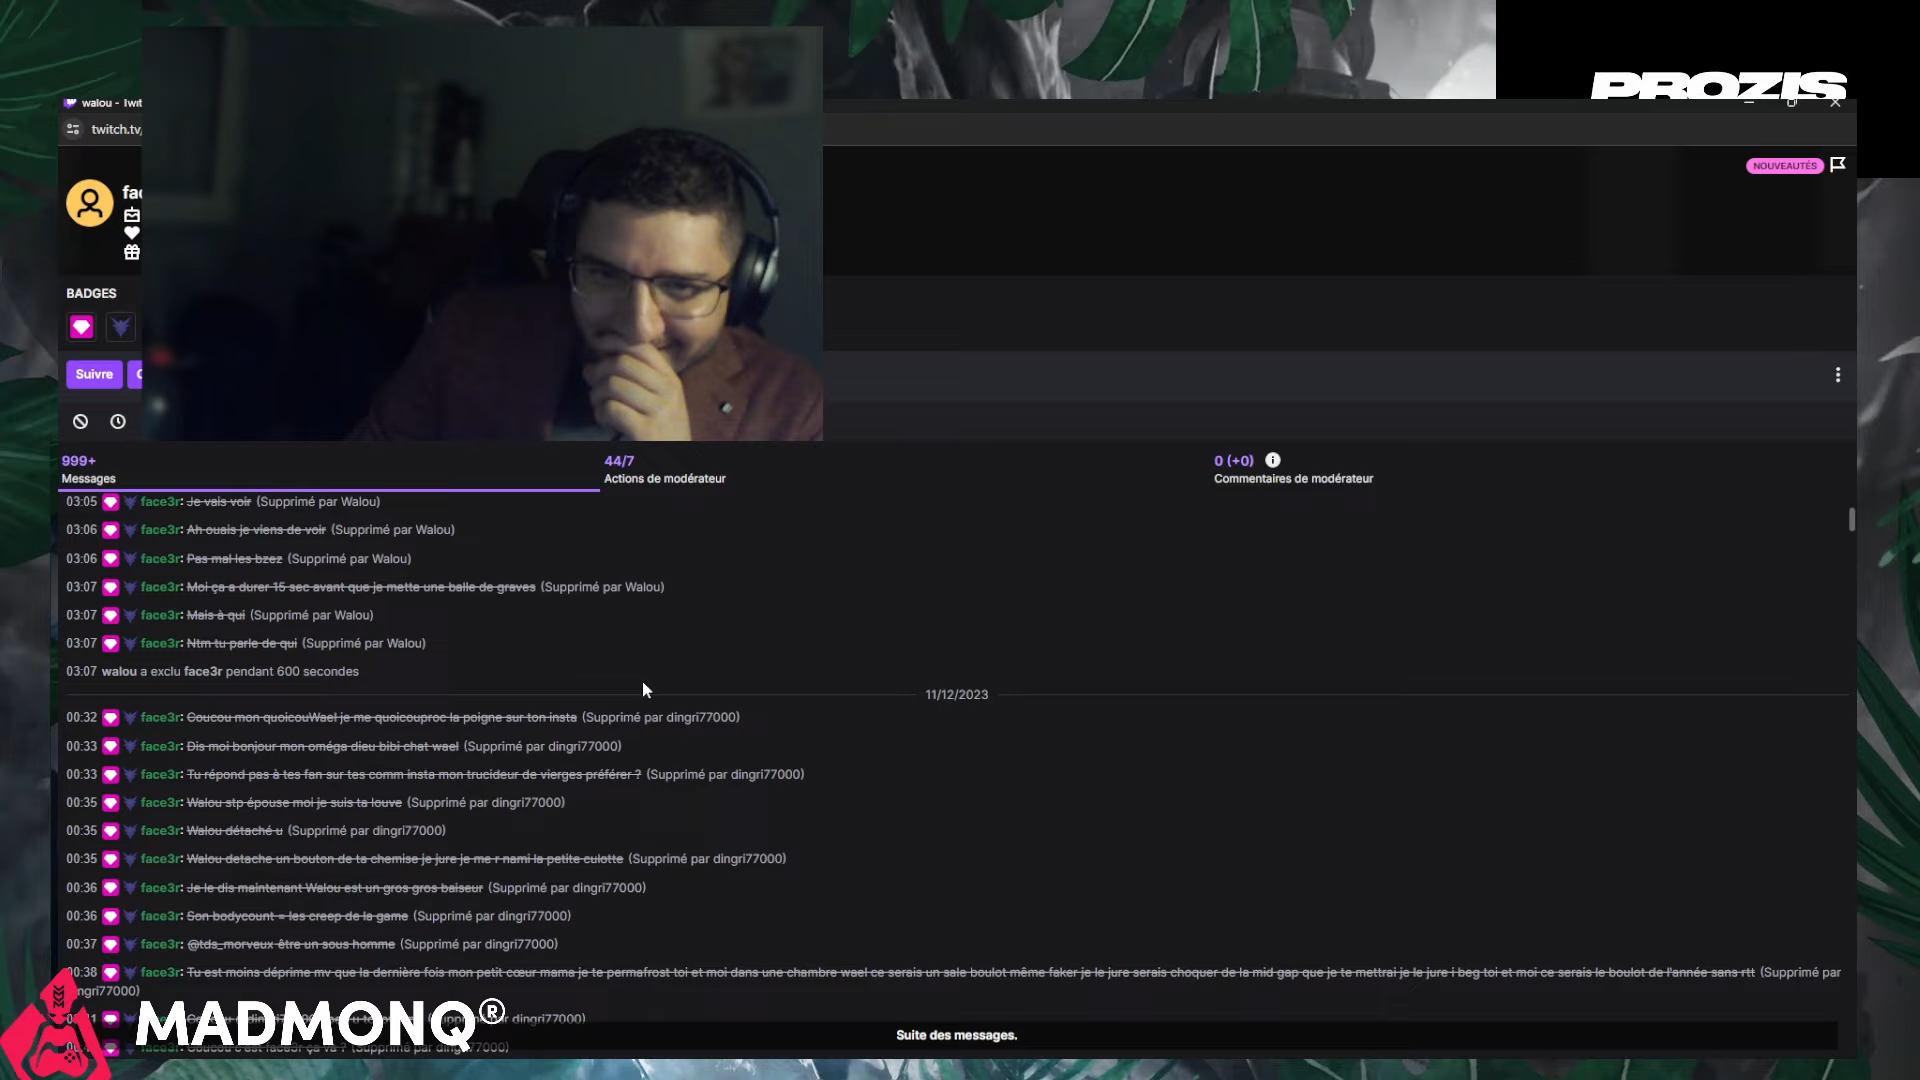 PROZIS
walou - Twit
twitch.tv/
NOUVEAUTÉS
fac
BADGES
Suivre
999+
Messages
44/7
Actions de modérateur
0 (+0)
Commentaires de modérateur
03:05 face3r: Je vais voir (Supprimé par Walou)
03:06 face3r: Ah ouais je viens de voir (Supprimé par Walou)
03:06 face3r: Pas mal les bzez (Supprimé par Walou)
03:07 face3r: Moi ça a durer 15 sec avant que je mette une balle de graves (Supprimé par Walou)
03:07 face3r: Mais à qui (Supprimé par Walou)
03:07 face3r: Ntm tu parle de qui (Supprimé par Walou)
03:07 walou a exclu face3r pendant 600 secondes
11/12/2023
00:32 face3r: Coucou mon quoicouWael je me quoicouproc la poigne sur ton insta (Supprimé par dingri77000)
00:33 face3r: Dis moi bonjour mon oméga dieu bibi chat wael (Supprimé par dingri77000)
00:33 face3r: Tu répond pas à tes fan sur tes comm insta mon trucideur de vierges préférer ? (Supprimé par dingri77000)
00:35 face3r: Walou stp épouse moi je suis ta louve (Supprimé par dingri77000)
00:35 face3r: Walou détaché u (Supprimé par dingri77000)
00:35 face3r: Walou detache un bouton de ta chemise je jure je me r nami la petite culotte (Supprimé par dingri77000)
00:36 face3r: Je le dis maintenant Walou est un gros gros baiseur (Supprimé par dingri77000)
00:36 face3r: Son bodycount = les creep de la game (Supprimé par dingri77000)
00:37 face3r: @tds_morveux être un sous homme (Supprimé par dingri77000)
00:38 face3r: Tu est moins déprime mv que la dernière fois mon petit cœur mama je te permafrost toi et moi dans une chambre wael ce serais un sale boulot même faker je le jure serais choquer de la mid gap que je te mettrai je le jure i beg toi et moi ce serais le boulot de l'année sans rtt (Supprimé par
ngri77000)
dingri77000)
face3r: Coucou c'est face3r ça va ? (Supprimé par dingri77000)
MADMONQ®
Suite des messages.